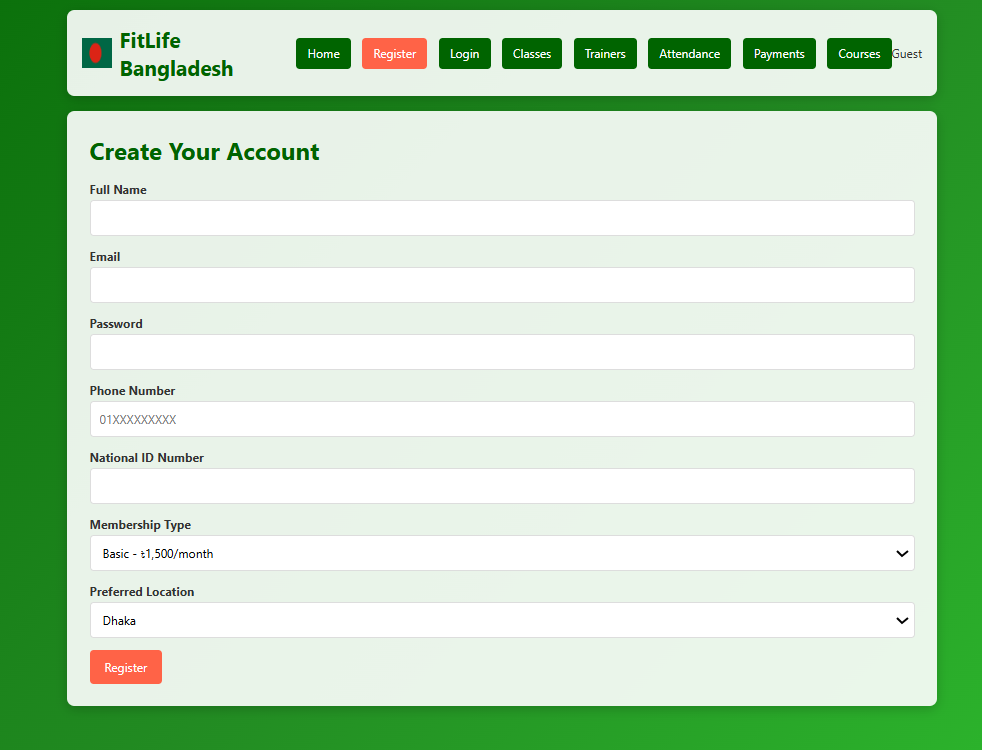 FitLife
Bangladesh
Home Register Login Classes Trainers Attendance Payments Courses Guest
Create Your Account
Full Name
Email
Password
Phone Number
01XXXXXXXXX
National ID Number
Membership Type
Basic - ৳1,500/month
Preferred Location
Dhaka
Register